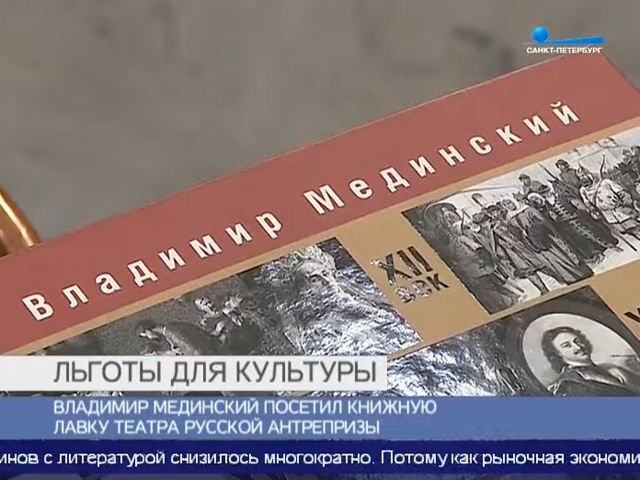 САНКТ-ПЕТЕРБУРГ
Владимир Мединский
XII
век
ЛЬГОТЫ ДЛЯ КУЛЬТУРЫ
ВЛАДИМИР МЕДИНСКИЙ ПОСЕТИЛ КНИЖНУЮ
ЛАВКУ ТЕАТРА РУССКОЙ АНТРЕПРИЗЫ
инов с литературой снизилось многократно. Потому как рыночная экономи